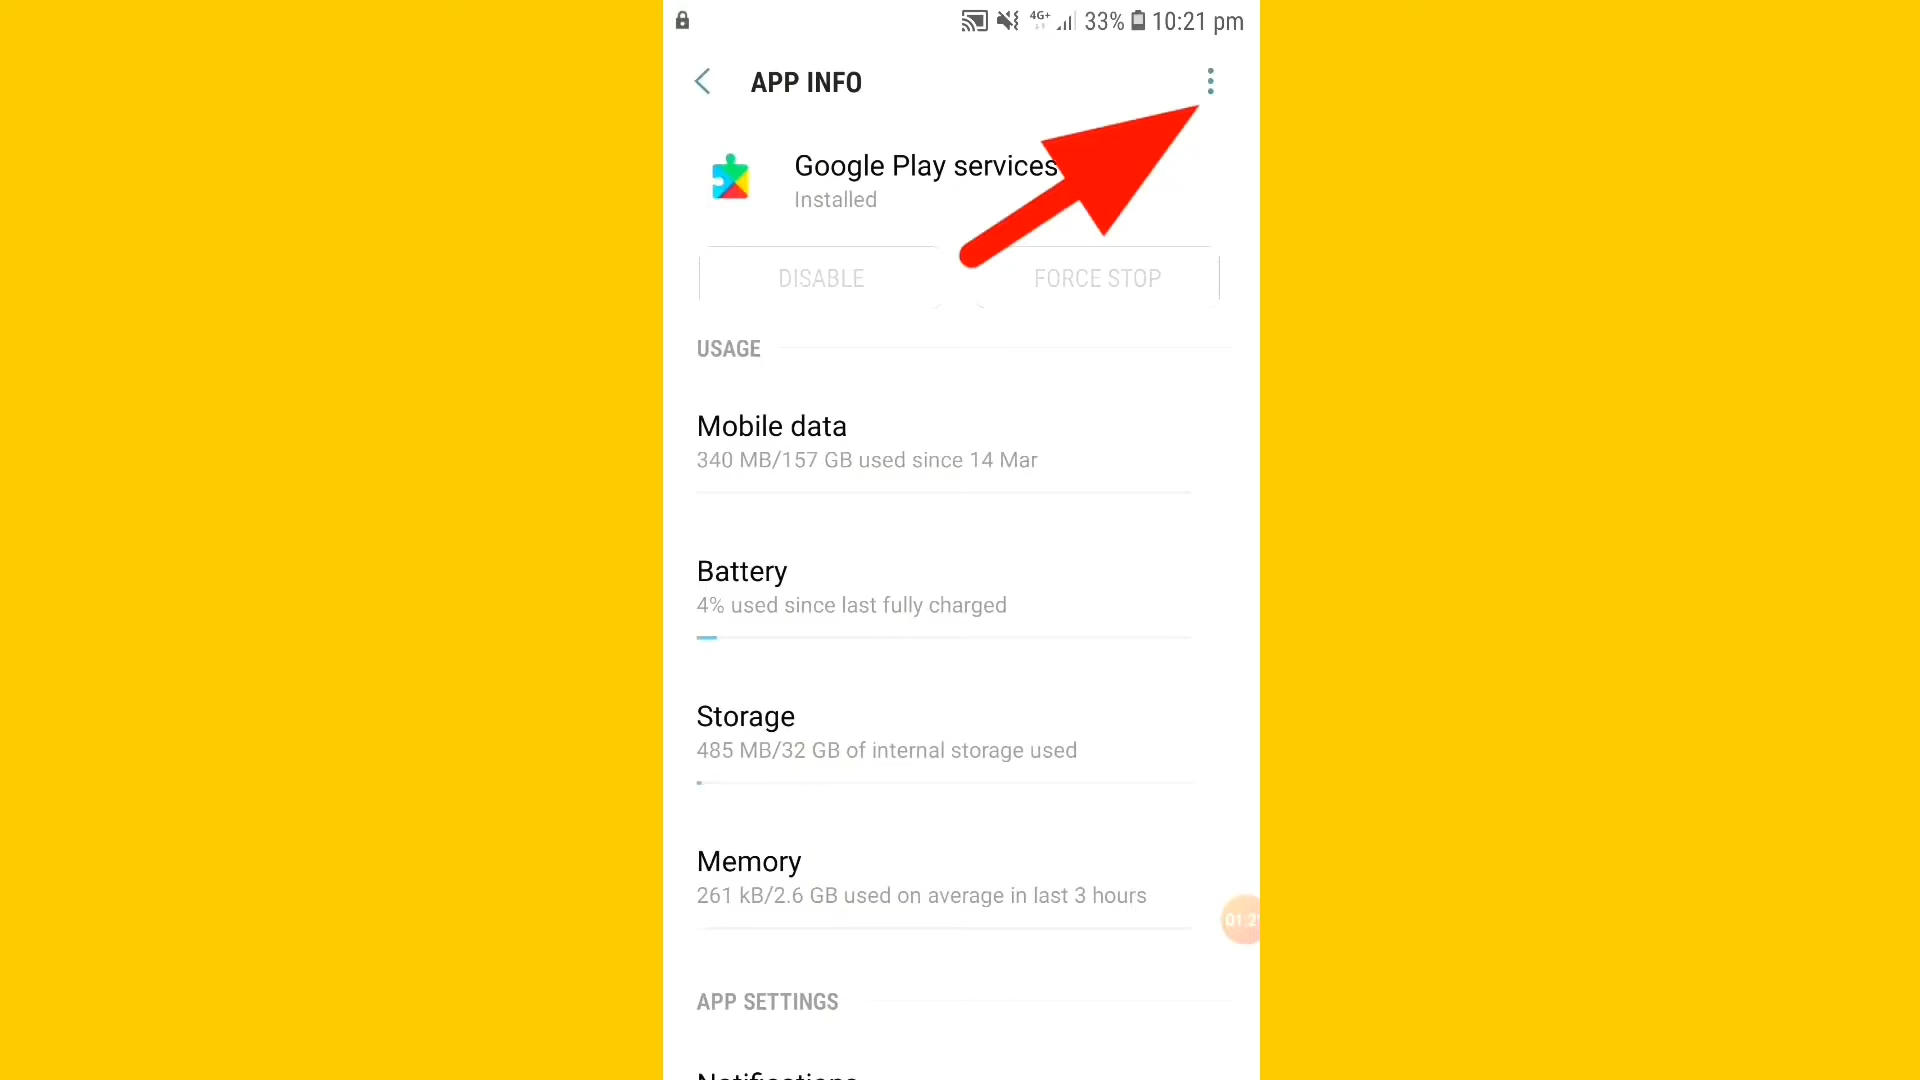 4G+ 33% 10:21 pm
APP INFO
Google Play services
Installed
DISABLE
FORCE STOP
USAGE
Mobile data
340 MB/157 GB used since 14 Mar
Battery
4% used since last fully charged
Storage
485 MB/32 GB of internal storage used
Memory
261 kB/2.6 GB used on average in last 3 hours
APP SETTINGS
Notifications